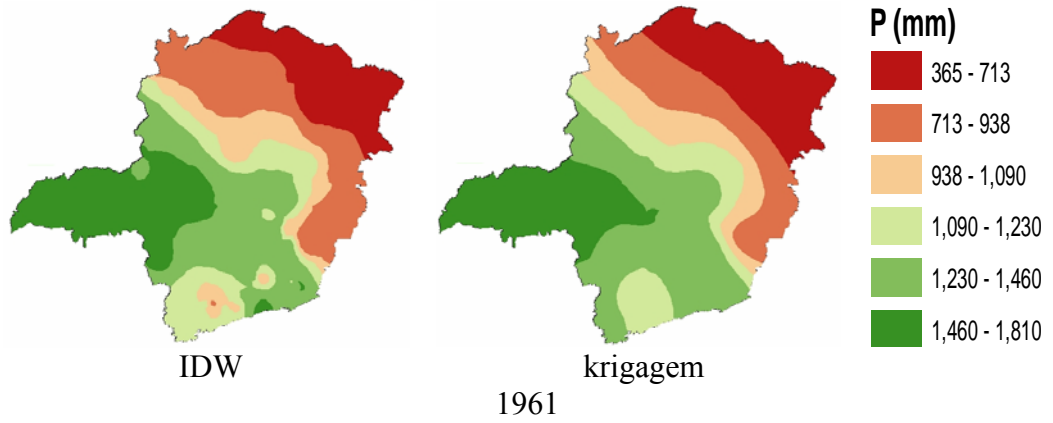 P (mm)
365 - 713
713 - 938
938 - 1,090
1,090 - 1,230
1,230 - 1,460
1,460 - 1,810
IDW
krigagem
1961